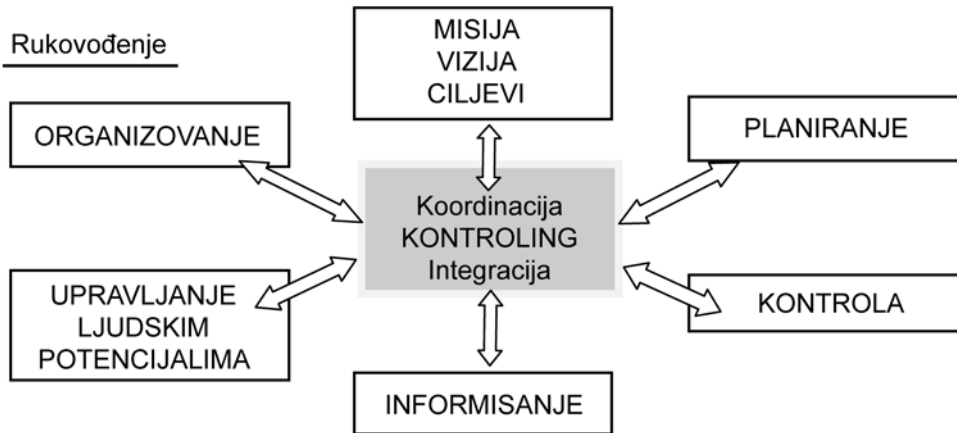 Rukovođenje
MISIJA
VIZIJA
CILJEVI
ORGANIZOVANJE
PLANIRANJE
Koordinacija
KONTROLING
Integracija
UPRAVLJANJE
LJUDSKIM
POTENCIJALIMA
KONTROLA
INFORMISANJE